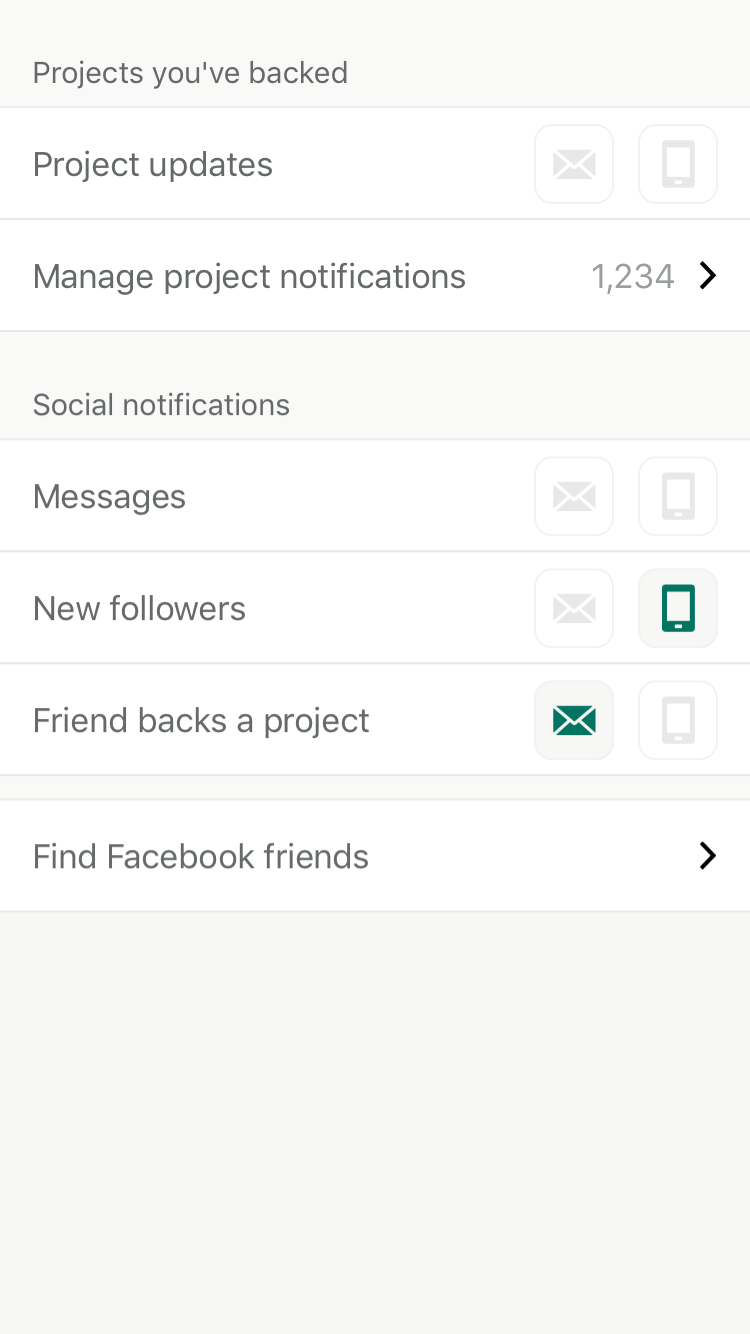 Projects you've backed
Project updates
Manage project notifications 1,234
Social notifications
Messages
New followers
Friend backs a project
Find Facebook friends